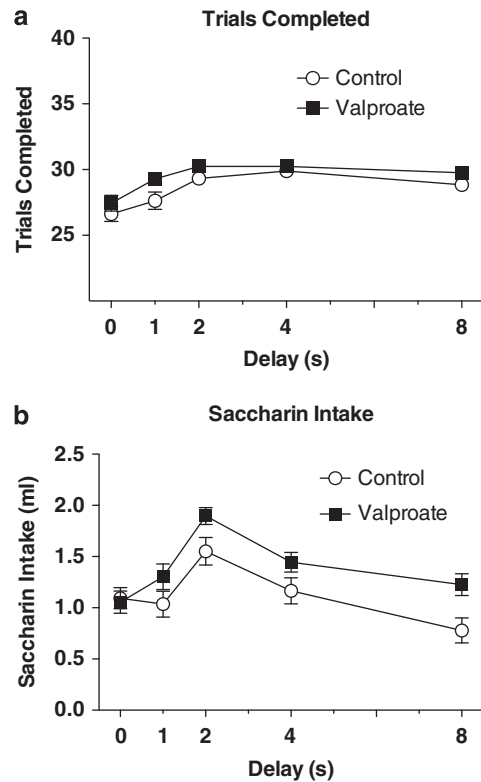 a
Trials Completed
40
35
30
25
Trials Completed
Control
Valproate
0 1 2 4 8
Delay (s)
b
Saccharin Intake
2.5
2.0
1.5
1.0
0.5
0.0
Saccharin Intake (ml)
Control
Valproate
0 1 2 4 8
Delay (s)